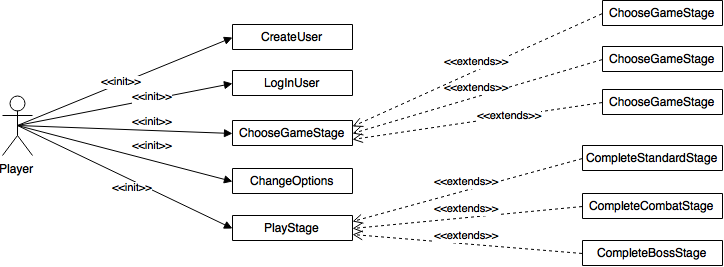 ChooseGameStage
CreateUser
<<extends>>
ChooseGameStage
<<init>>
LogInUser
<<extends>>
<<init>>
ChooseGameStage
<<init>>
ChooseGameStage
<<extends>>
<<init>>
CompleteStandardStage
Player
<<init>>
ChangeOptions
<<extends>>
<<extends>>
CompleteCombatStage
PlayStage
<<extends>>
CompleteBossStage